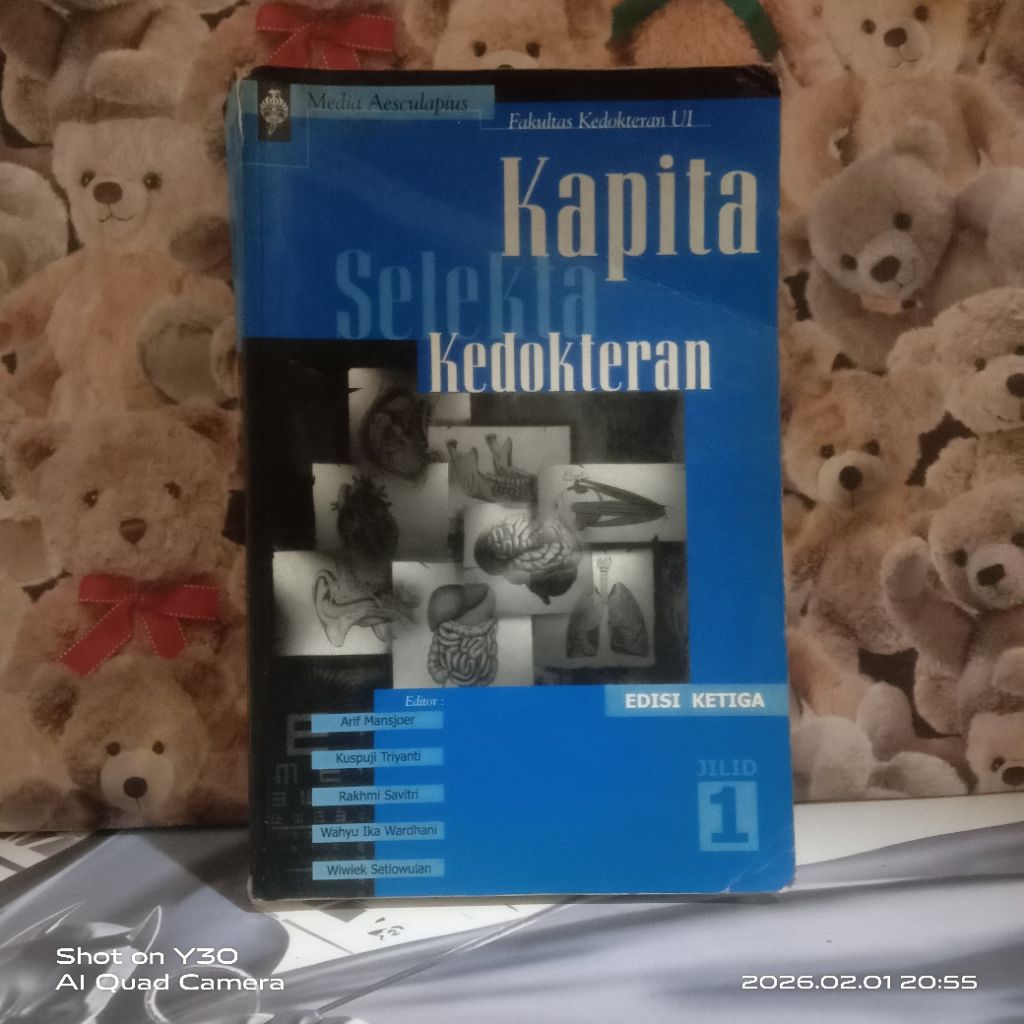 Media Aesculapius
Fakultas Kedokteran UI
Kapita
Selekta
Kedokteran
Editor :
Arif Mansjoer
Kuspuji Triyanti
Rakhmi Savitri
Wahyu Ika Wardhani
Wiwiek Setiowulan
EDISI KETIGA
JILID
1
Shot on Y30
AI Quad Camera
2026.02.01 20:55